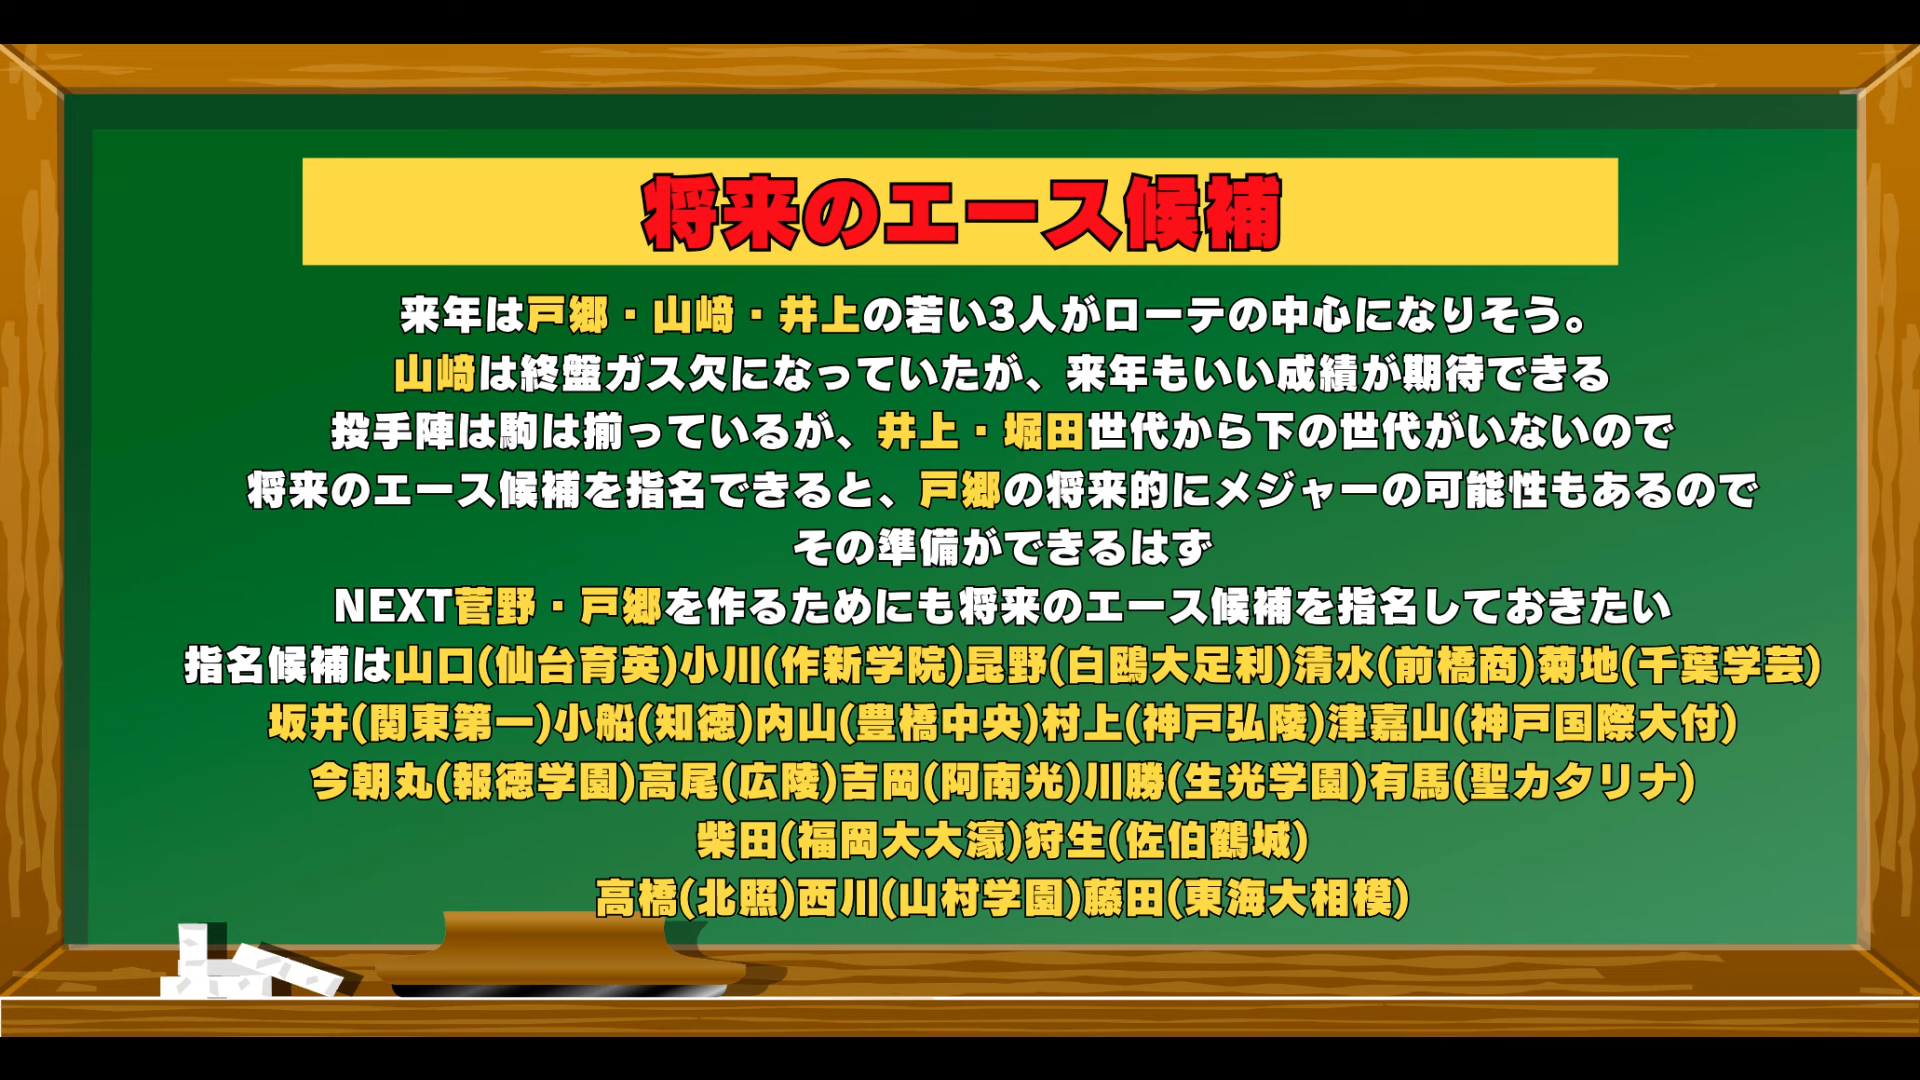 将来のエース候補
来年は戸郷・山﨑・井上の若い3人がローテの中心になりそう。
山﨑は終盤ガス欠になっていたが、来年もいい成績が期待できる
投手陣は駒は揃っているが、井上・堀田世代から下の世代がいないので
将来のエース候補を指名できると、戸郷の将来的にメジャーの可能性もあるので
その準備ができるはず
NEXT菅野・戸郷を作るためにも将来のエース候補を指名しておきたい
指名候補は山口(仙台育英)小川(作新学院)昆野(白鷗大足利)清水(前橋商)菊地(千葉学芸)
坂井(関東第一)小船(知徳)内山(豊橋中央)村上(神戸弘陵)津嘉山(神戸国際大付)
今朝丸(報徳学園)高尾(広陵)吉岡(阿南光)川勝(生光学園)有馬(聖カタリナ)
柴田(福岡大大濠)狩生(佐伯鶴城)
高橋(北照)西川(山村学園)藤田(東海大相模)